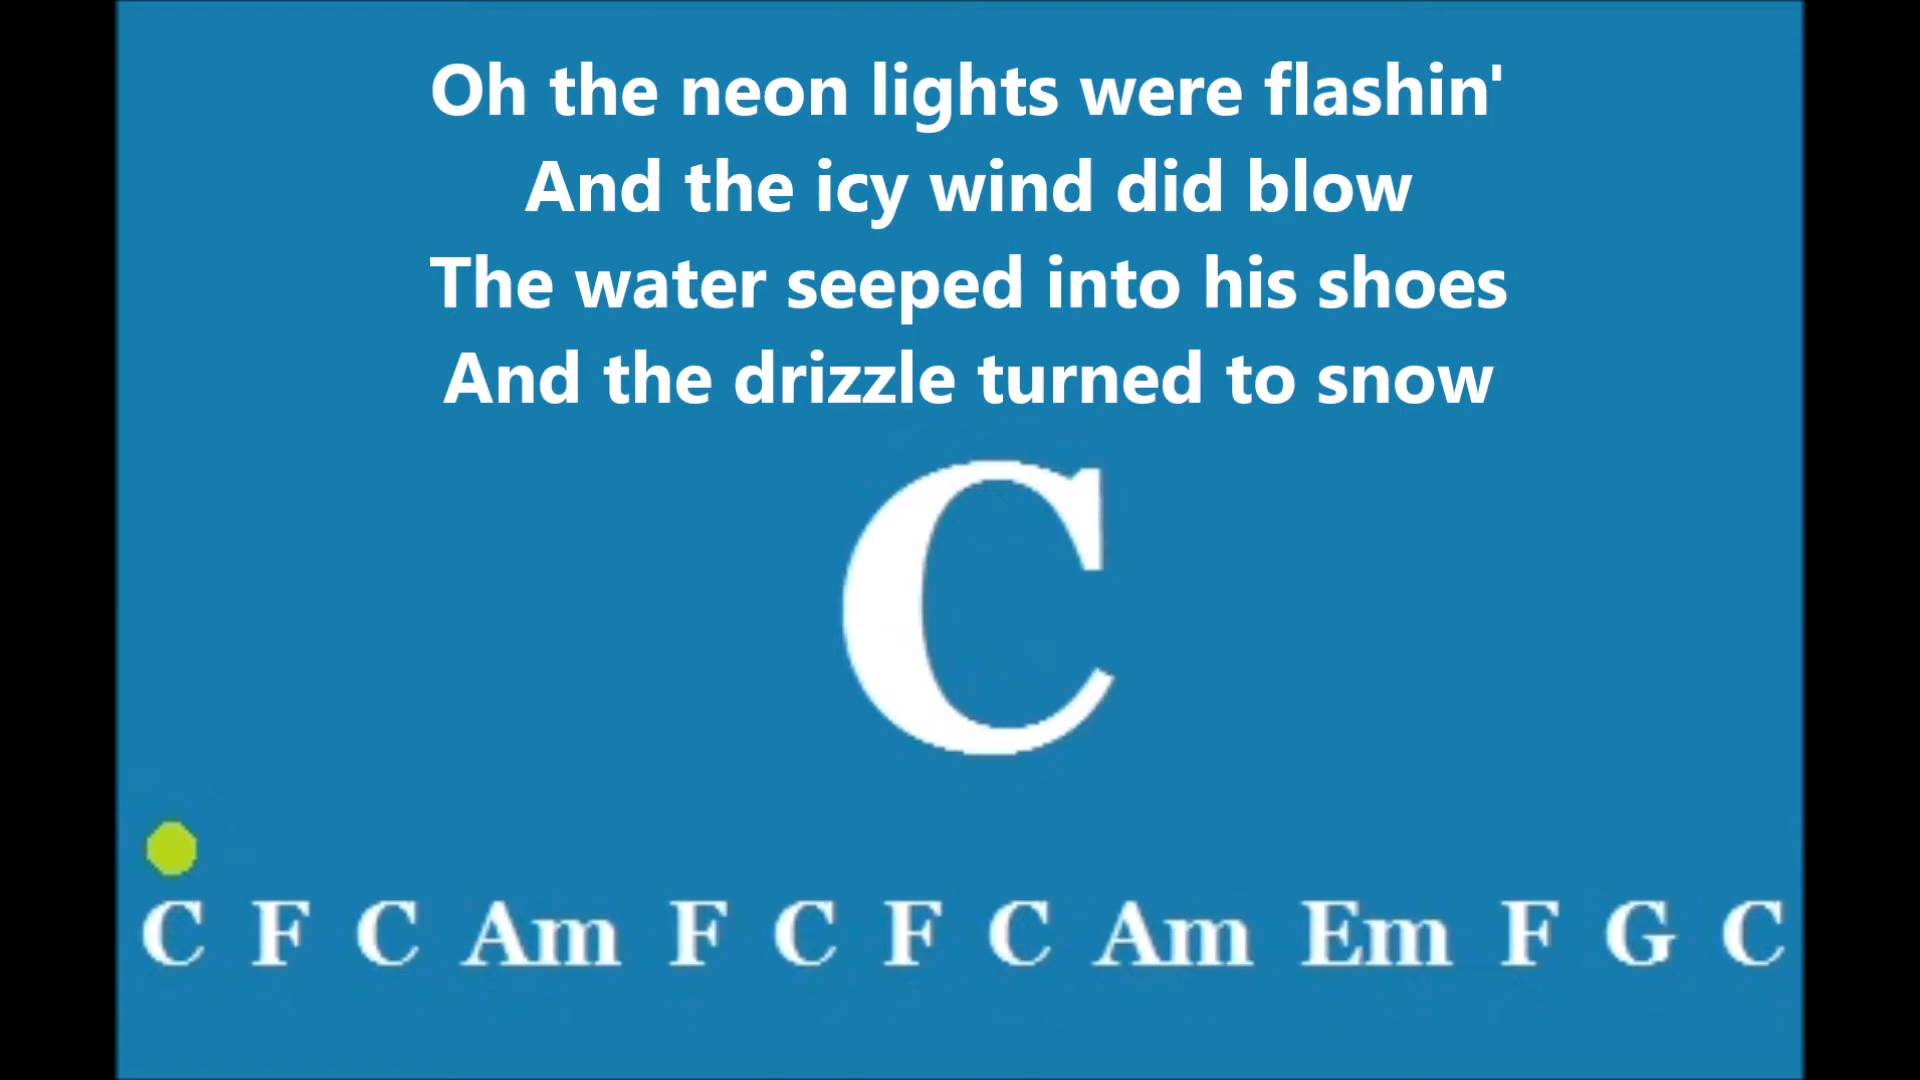 Oh the neon lights were flashin'
And the icy wind did blow
The water seeped into his shoes
And the drizzle turned to snow
C
C F C Am F C F C Am Em F G C